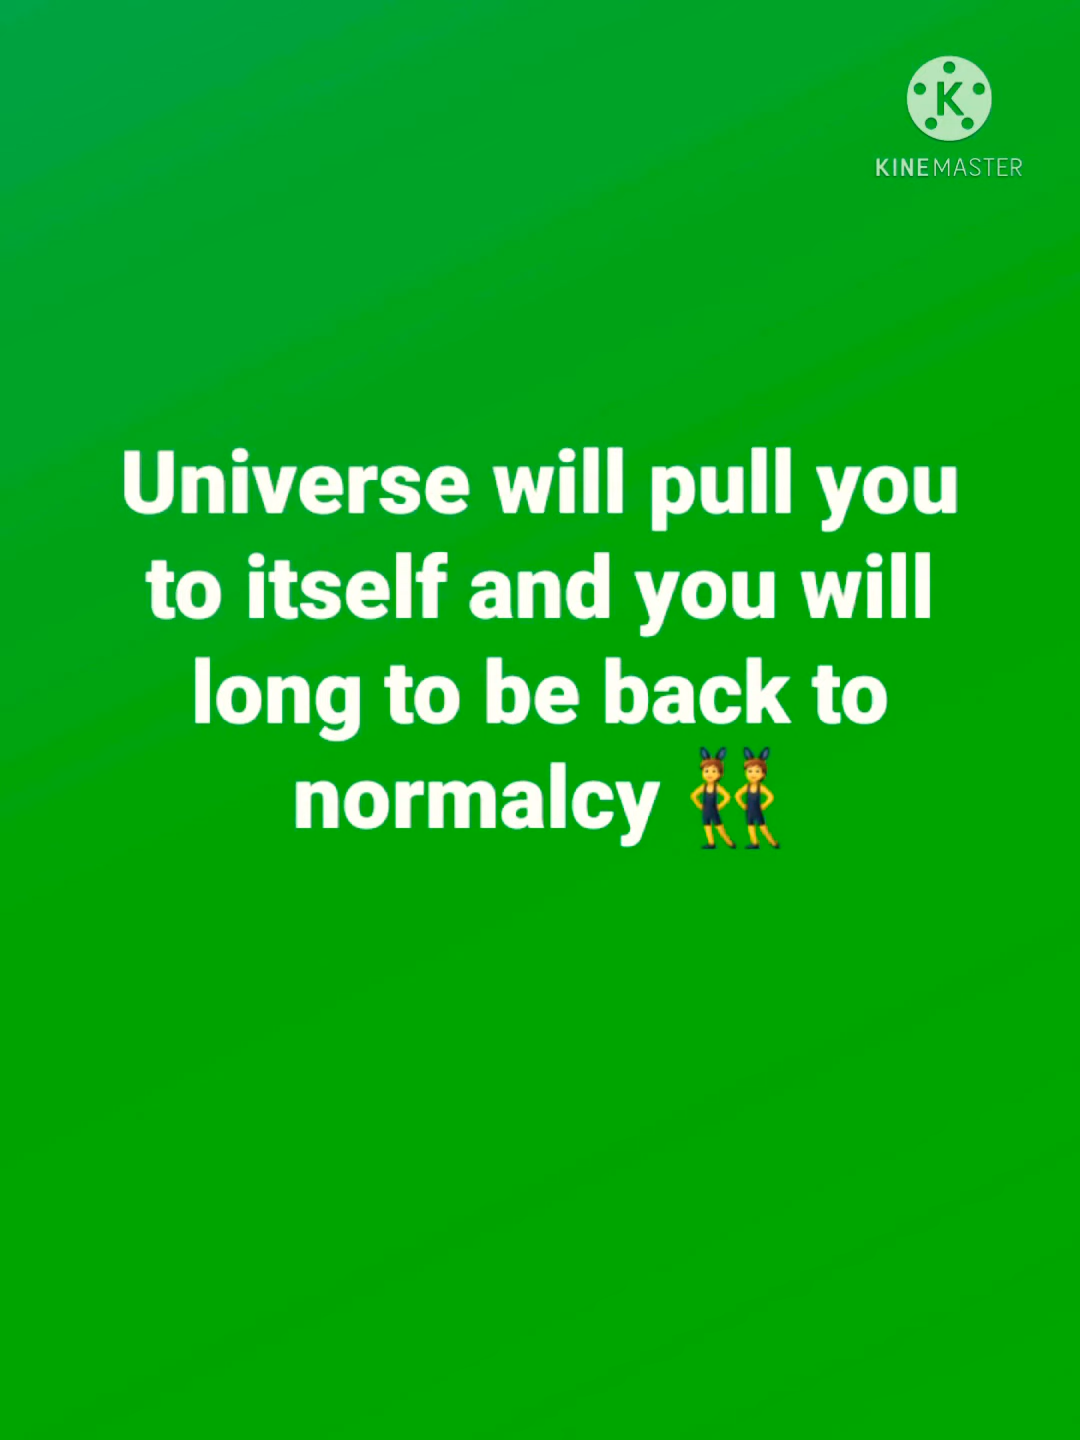 K
KINEMASTER
Universe will pull you
to itself and you will
long to be back to
normalcy 👯